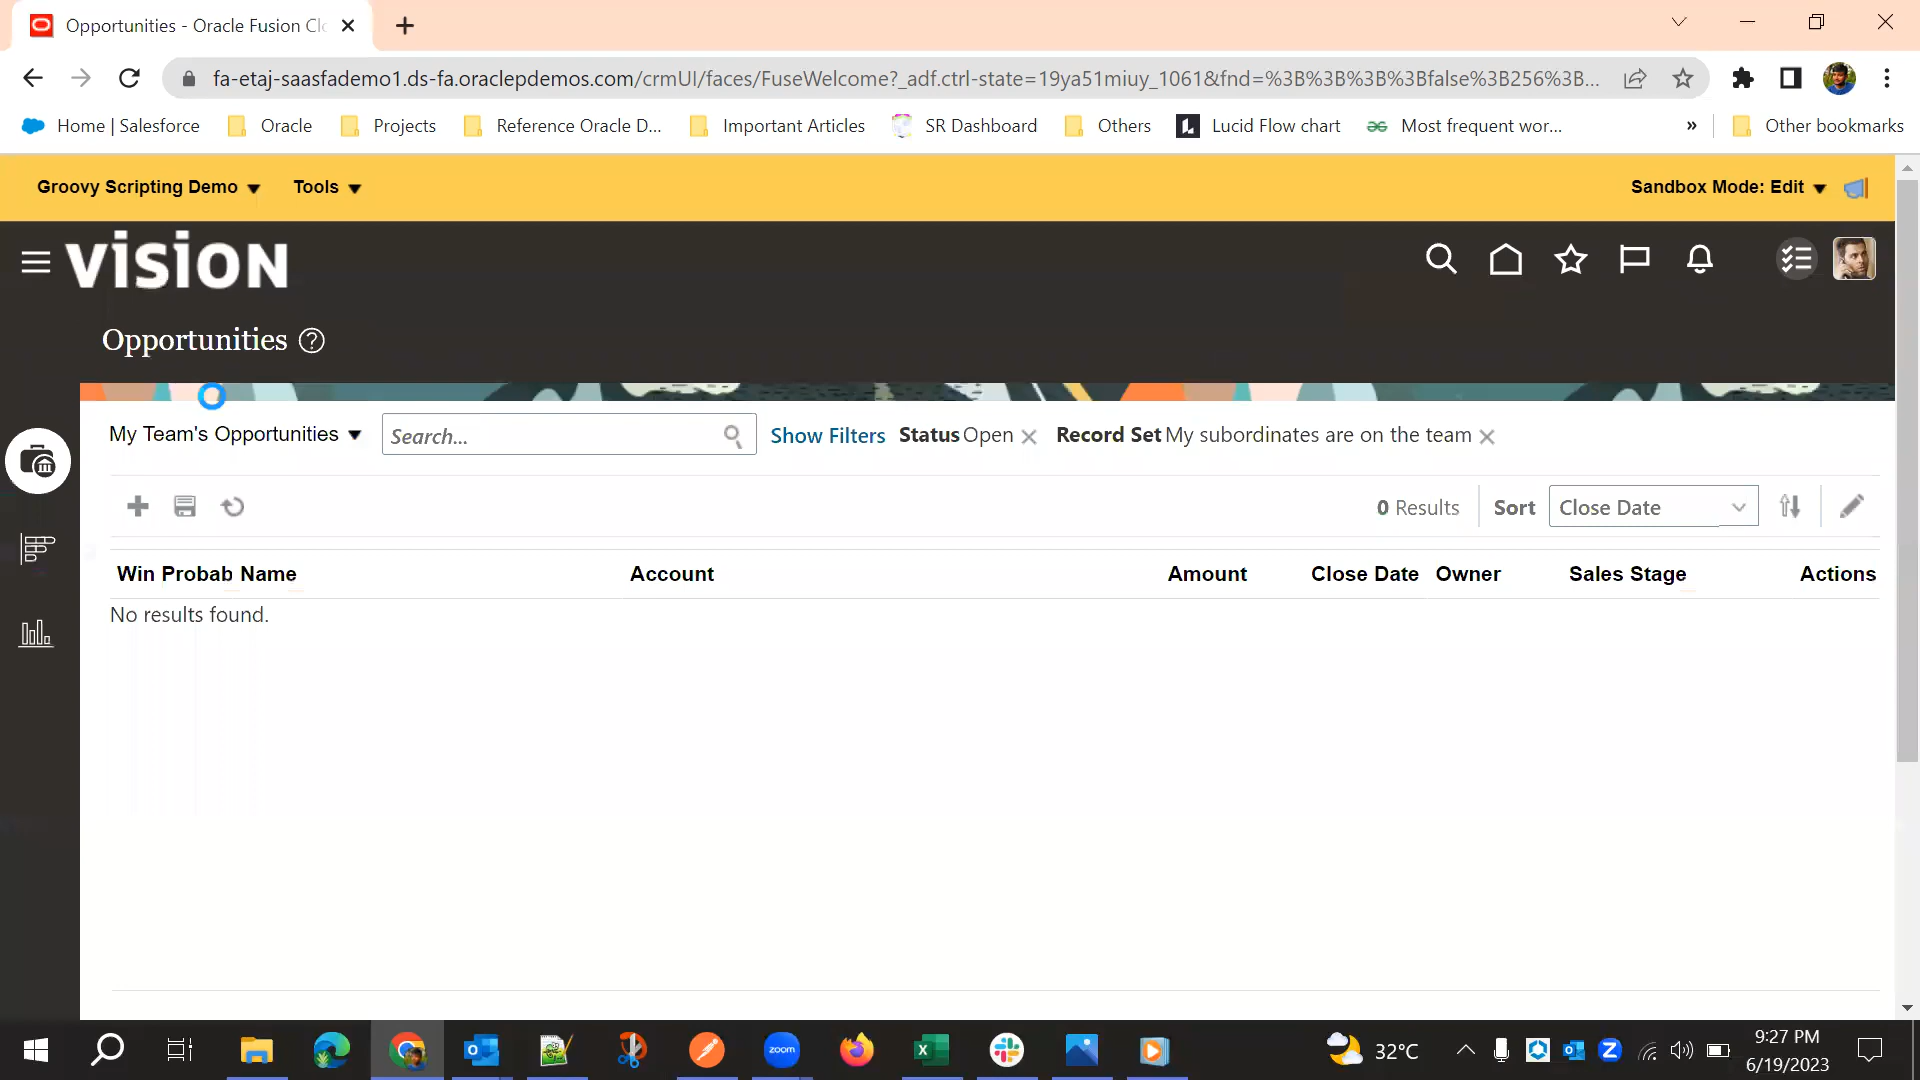 Opportunities - Oracle Fusion Clo
fa-etaj-saasfademo1.ds-fa.oraclepdemos.com/crmUI/faces/FuseWelcome?_adf.ctrl-state=19ya51miuy_1061&fnd=%3B%3B%3B%3Bfalse%3B256%3B...
Home | Salesforce Oracle Projects Reference Oracle D... Important Articles SR Dashboard Others Lucid Flow chart Most frequent wor... » Other bookmarks
Groovy Scripting Demo Tools Sandbox Mode: Edit
VISION
Opportunities ?
My Team's Opportunities Search... Show Filters Status Open Record Set My subordinates are on the team
0 Results Sort Close Date
Win Probab Name Account Amount Close Date Owner Sales Stage Actions
No results found.
zoom 32°C 9:27 PM
6/19/2023